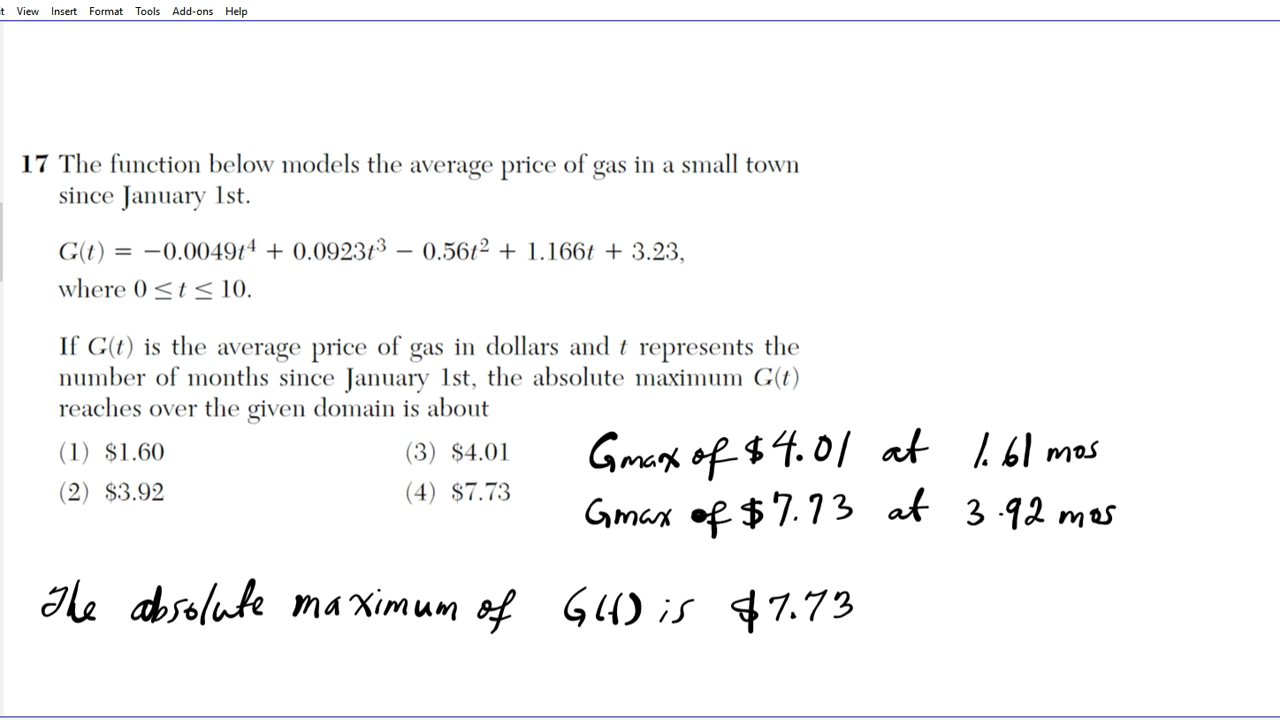 t View Insert Format Tools Add-ons Help
17 The function below models the average price of gas in a small town
since January 1st.
G(t) = −0.0049t⁴ + 0.0923t³ − 0.56t² + 1.166t + 3.23,
where 0 ≤ t ≤ 10.
If G(t) is the average price of gas in dollars and t represents the
number of months since January 1st, the absolute maximum G(t)
reaches over the given domain is about
(1) $1.60 (3) $4.01
(2) $3.92 (4) $7.73
Gmax of $4.01 at 1.61 mos
Gmax of $7.73 at 3.92 mos
The absolute maximum of G(t) is $7.73